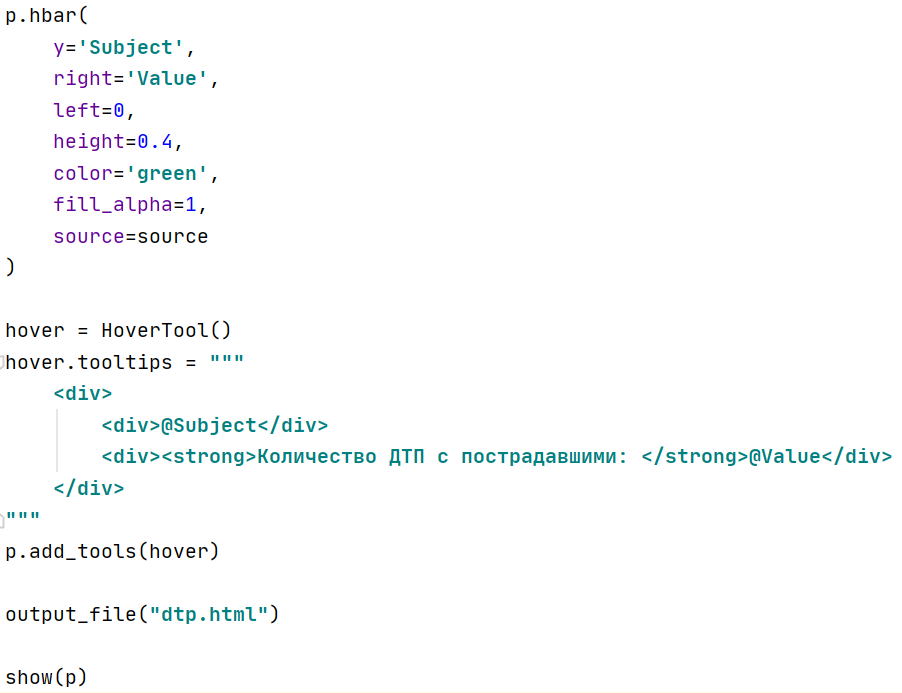 p.hbar(
    y='Subject',
    right='Value',
    left=0,
    height=0.4,
    color='green',
    fill_alpha=1,
    source=source
)

hover = HoverTool()
hover.tooltips = """
    <div>
        <div>@Subject</div>
        <div><strong>Количество ДТП с пострадавшими: </strong>@Value</div>
    </div>
"""
p.add_tools(hover)

output_file("dtp.html")

show(p)